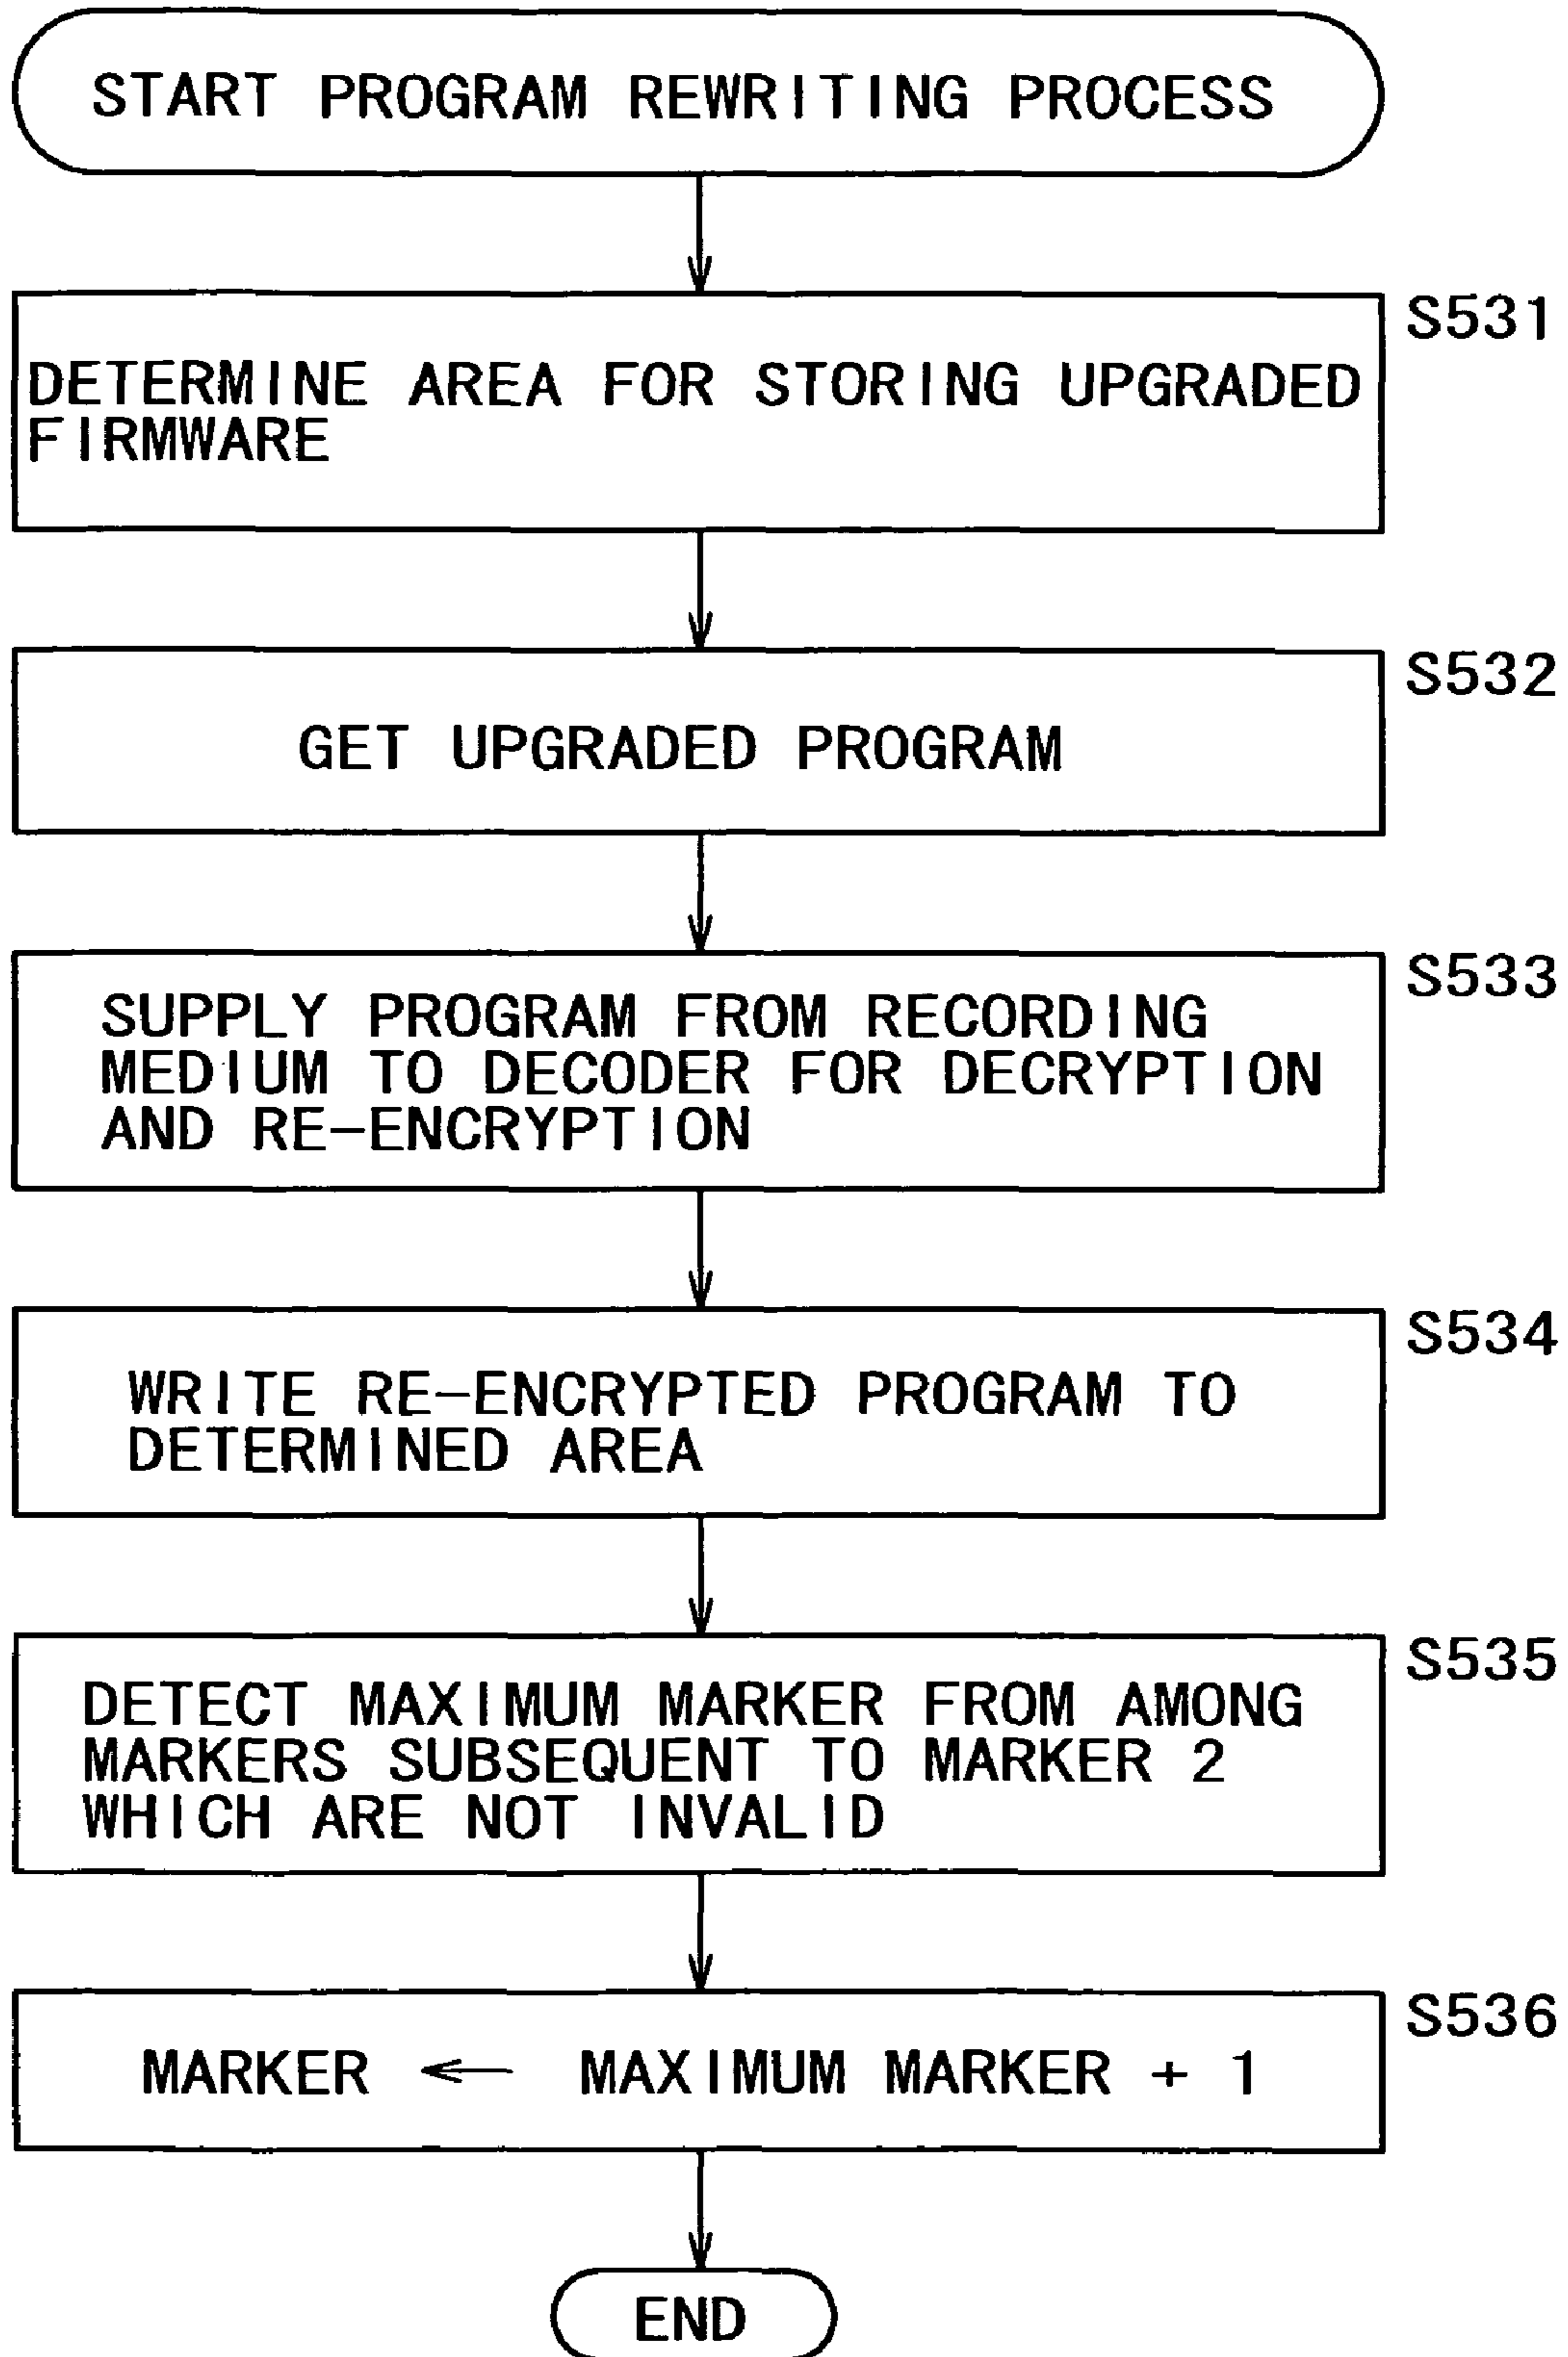 START PROGRAM REWRITING PROCESS
S531
DETERMINE AREA FOR STORING UPGRADED
FIRMWARE
S532
GET UPGRADED PROGRAM
S533
SUPPLY PROGRAM FROM RECORDING
MEDIUM TO DECODER FOR DECRYPTION
AND RE-ENCRYPTION
S534
WRITE RE-ENCRYPTED PROGRAM TO
DETERMINED AREA
S535
DETECT MAXIMUM MARKER FROM AMONG
MARKERS SUBSEQUENT TO MARKER 2
WHICH ARE NOT INVALID
S536
MARKER ← MAXIMUM MARKER + 1
END